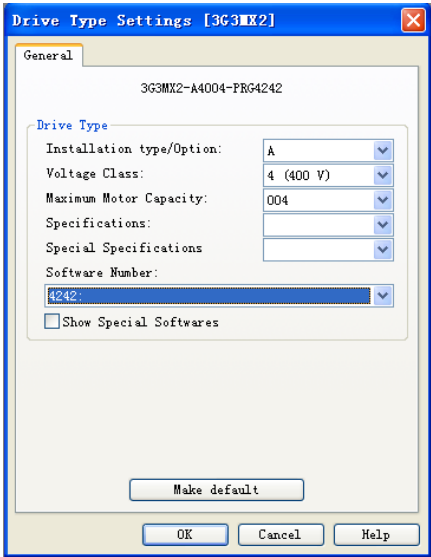 Drive Type Settings [3G3MX2]
General
3G3MX2-A4004-PRG4242
Drive Type
Installation type/Option: A
Voltage Class: 4 (400 V)
Maximum Motor Capacity: 004
Specifications:
Special Specifications
Software Number:
4242:
Show Special Softwares
Make default
OK Cancel Help